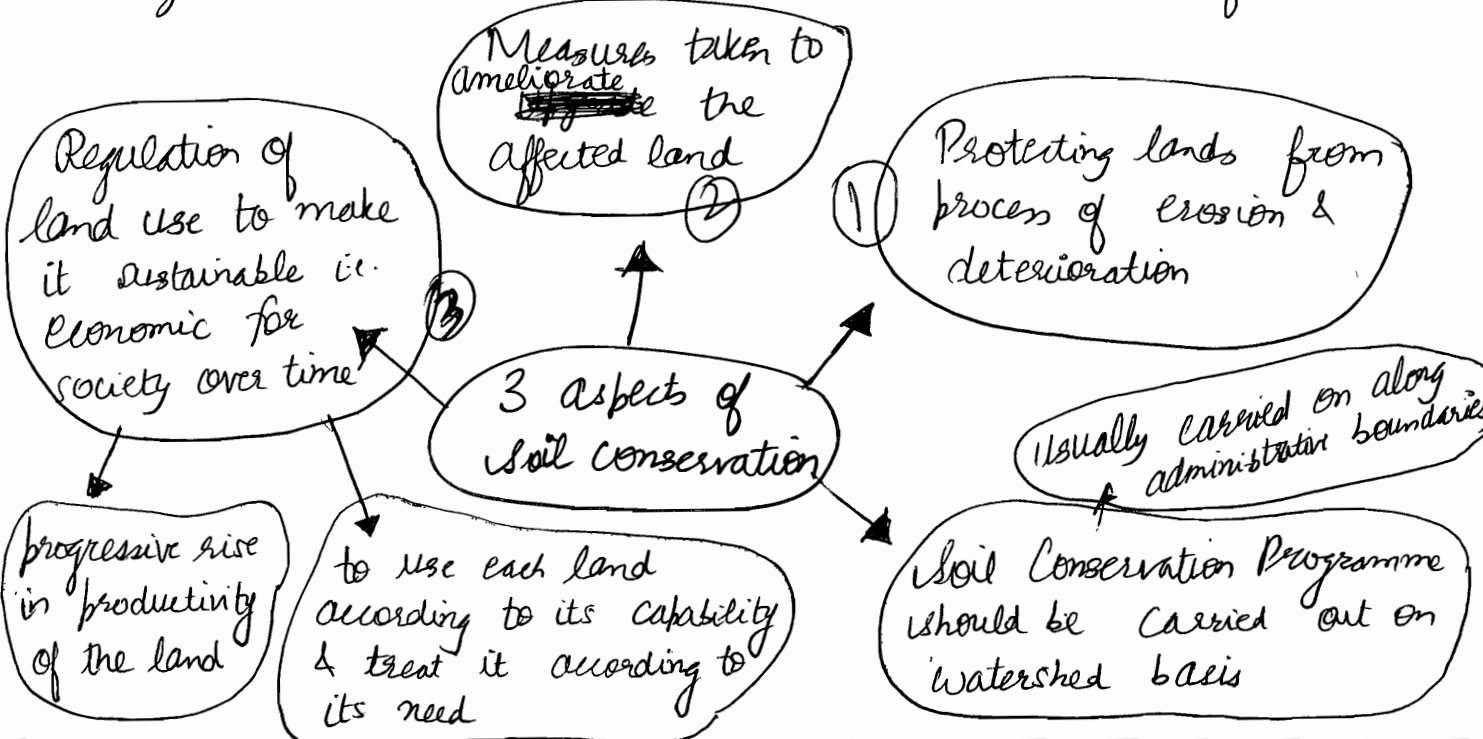 Measures taken to
ameliorate
the
affected land
2
Regulation of
land use to make
it sustainable i.e.
economic for
society over time
3
1
Protecting lands from
process of erosion &
deterioration
3 aspects of
soil conservation
Usually carried on along
administrative boundaries
progressive rise
in productivity
of the land
to use each land
according to its capability
& treat it according to
its need
Soil Conservation Programme
should be carried out on
watershed basis